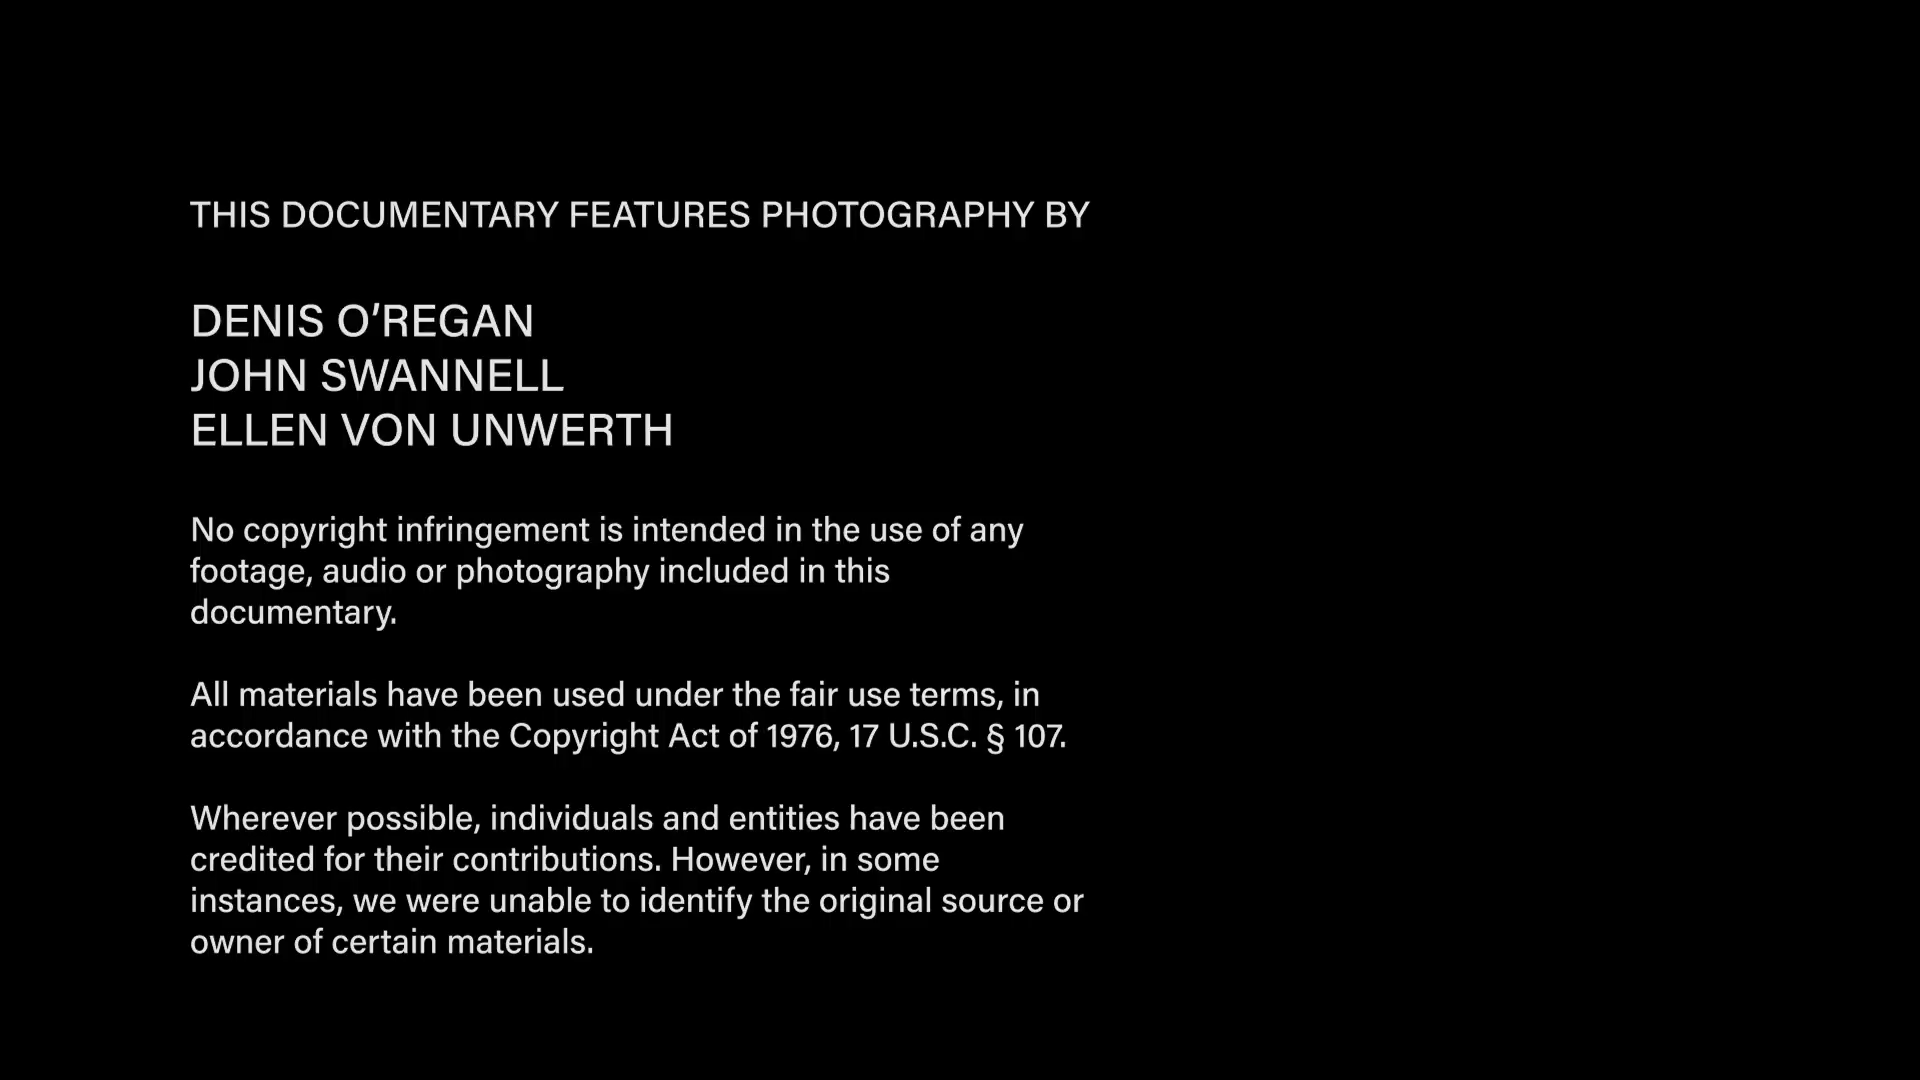 THIS DOCUMENTARY FEATURES PHOTOGRAPHY BY
DENIS O’REGAN
JOHN SWANNELL
ELLEN VON UNWERTH
No copyright infringement is intended in the use of any
footage, audio or photography included in this
documentary.
All materials have been used under the fair use terms, in
accordance with the Copyright Act of 1976, 17 U.S.C. § 107.
Wherever possible, individuals and entities have been
credited for their contributions. However, in some
instances, we were unable to identify the original source or
owner of certain materials.